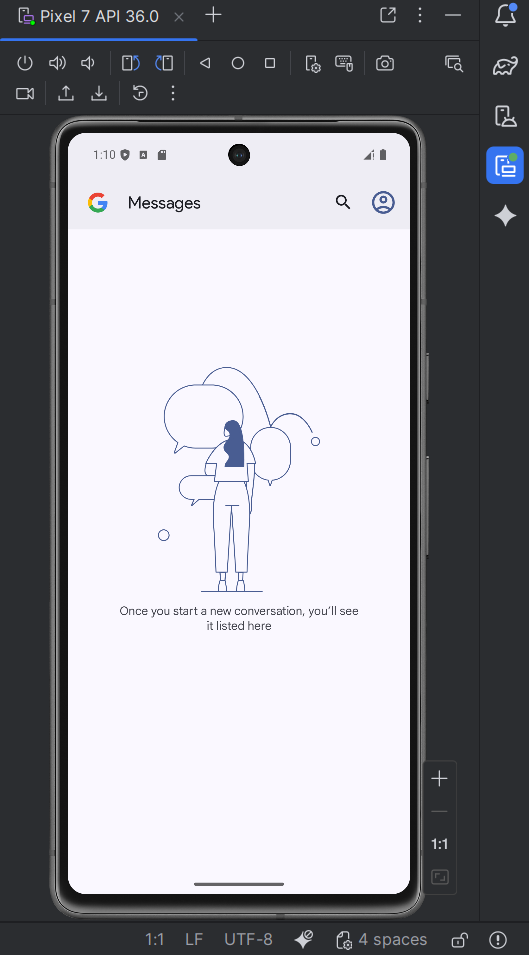 Pixel 7 API 36.0
1:10
Messages
Once you start a new conversation, you'll see
it listed here
1:1
1:1 LF UTF-8 4 spaces